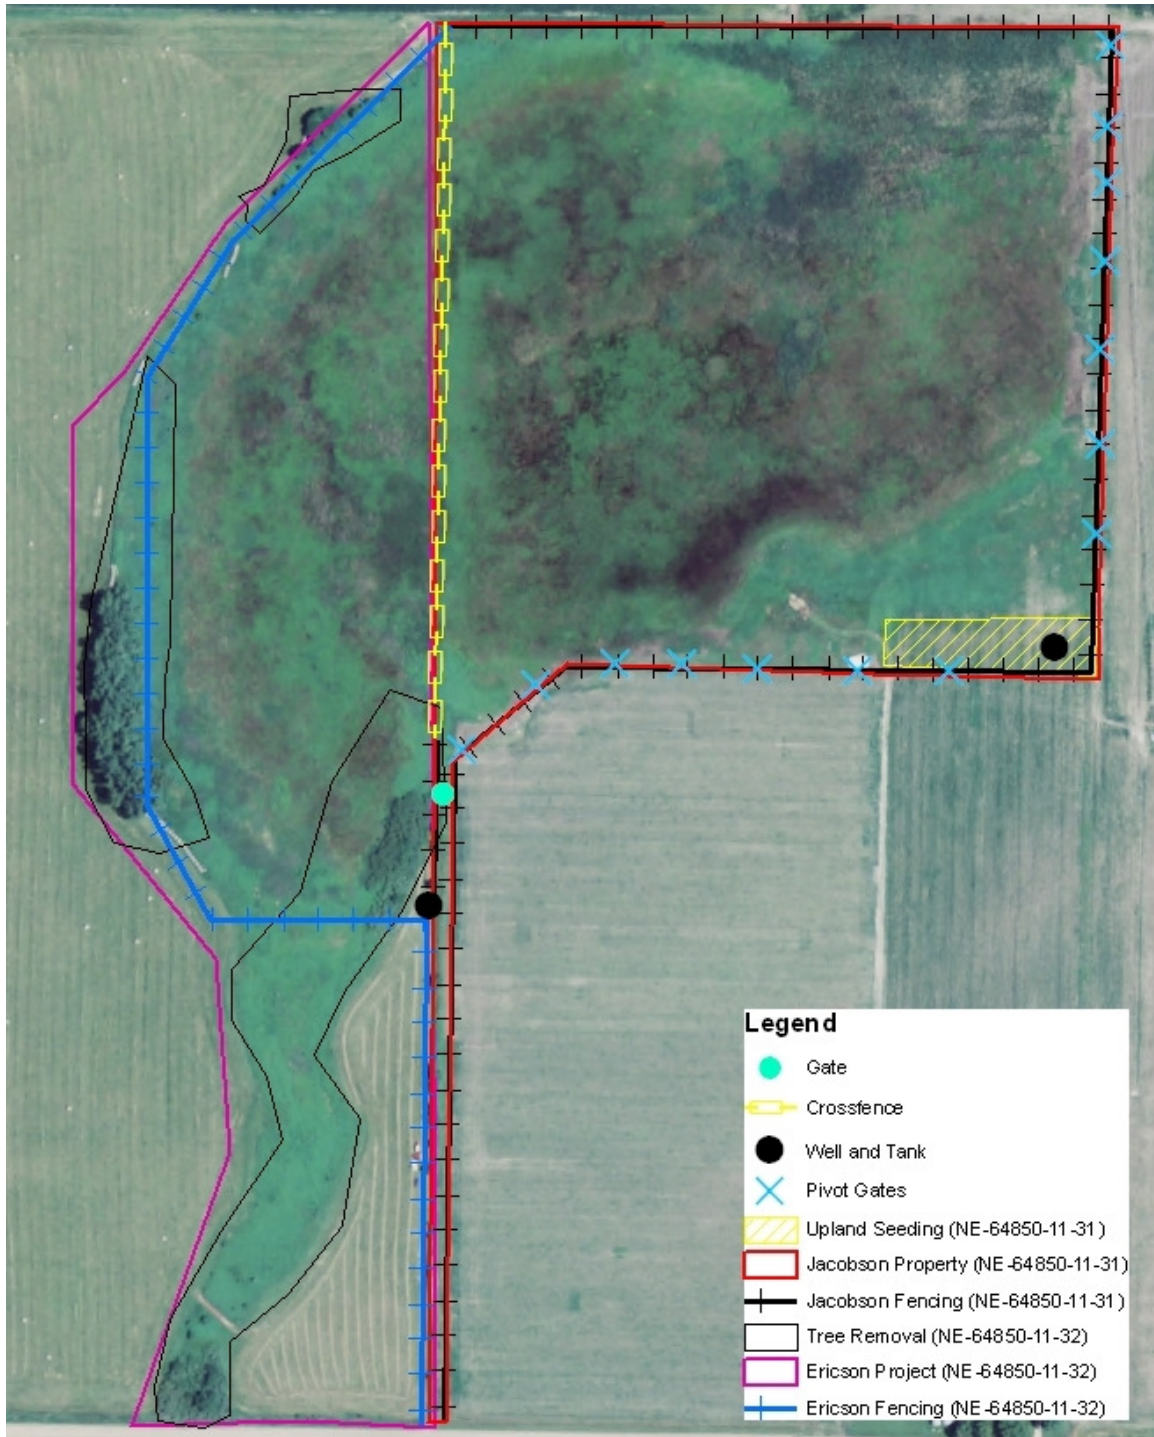 Legend
Gate
Crossfence
Well and Tank
Pivot Gates
Upland Seeding (NE-64850-11-31)
Jacobson Property (NE-64850-11-31)
Jacobson Fencing (NE-64850-11-31)
Tree Removal (NE-64850-11-32)
Ericson Project (NE-64850-11-32)
Ericson Fencing (NE-64850-11-32)